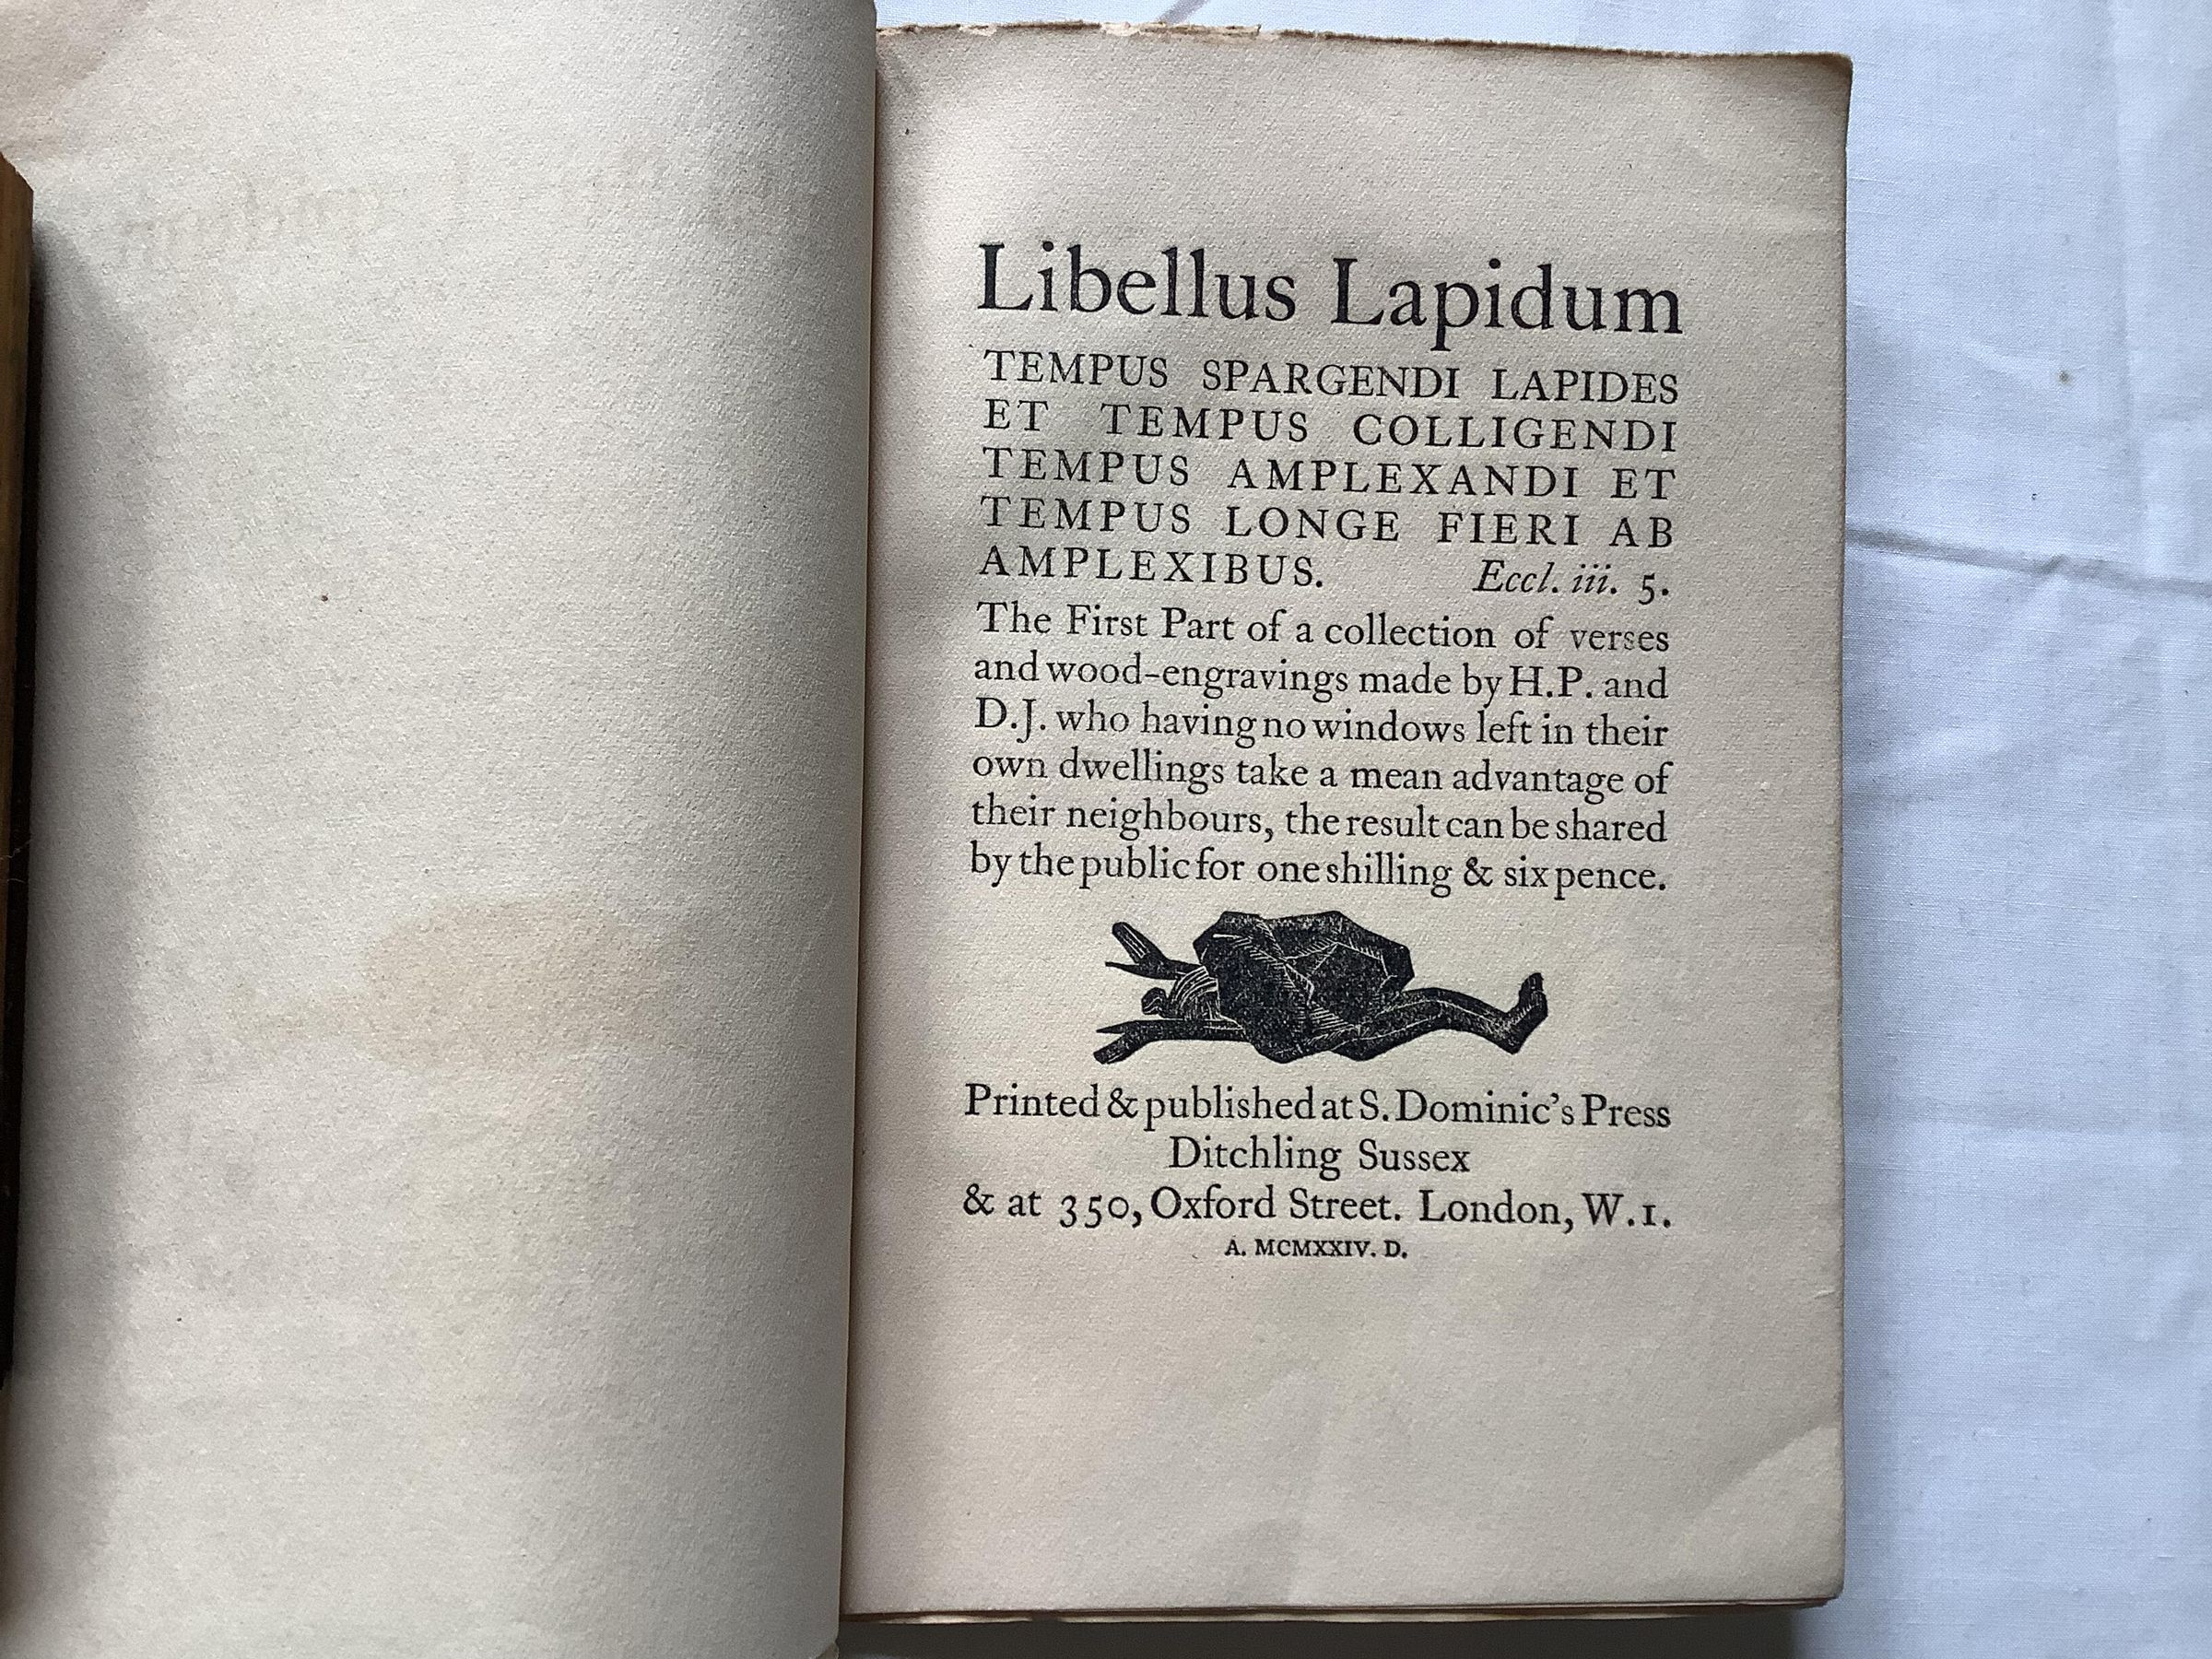 Libellus Lapidum
TEMPUS SPARGENDI LAPIDES
ET TEMPUS COLLIGENDI
TEMPUS AMPLEXANDI ET
TEMPUS LONGE FIERI AB
AMPLEXIBUS. Eccl. iii. 5.
The First Part of a collection of verses
and wood-engravings made by H.P. and
D.J. who having no windows left in their
own dwellings take a mean advantage of
their neighbours, the result can be shared
by the public for one shilling & six pence.
Printed & published at S. Dominic's Press
Ditchling Sussex
& at 350, Oxford Street. London, W.1.
A. MCMXXIV. D.